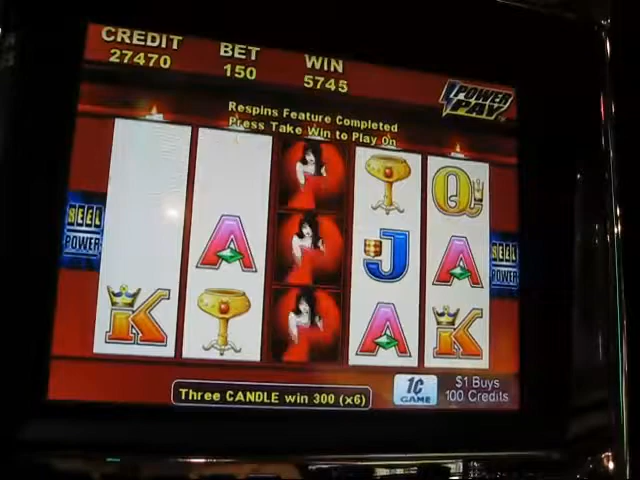 CREDIT
27470
BET
150
WIN
5745
POWER
PAY
Respins Feature Completed
Press Take Win to Play On
Q
REEL
POWER
A
J
A
REEL
POWER
K
A
K
Three CANDLE win 300 (x6)
1c
GAME
$1 Buys
100 Credits